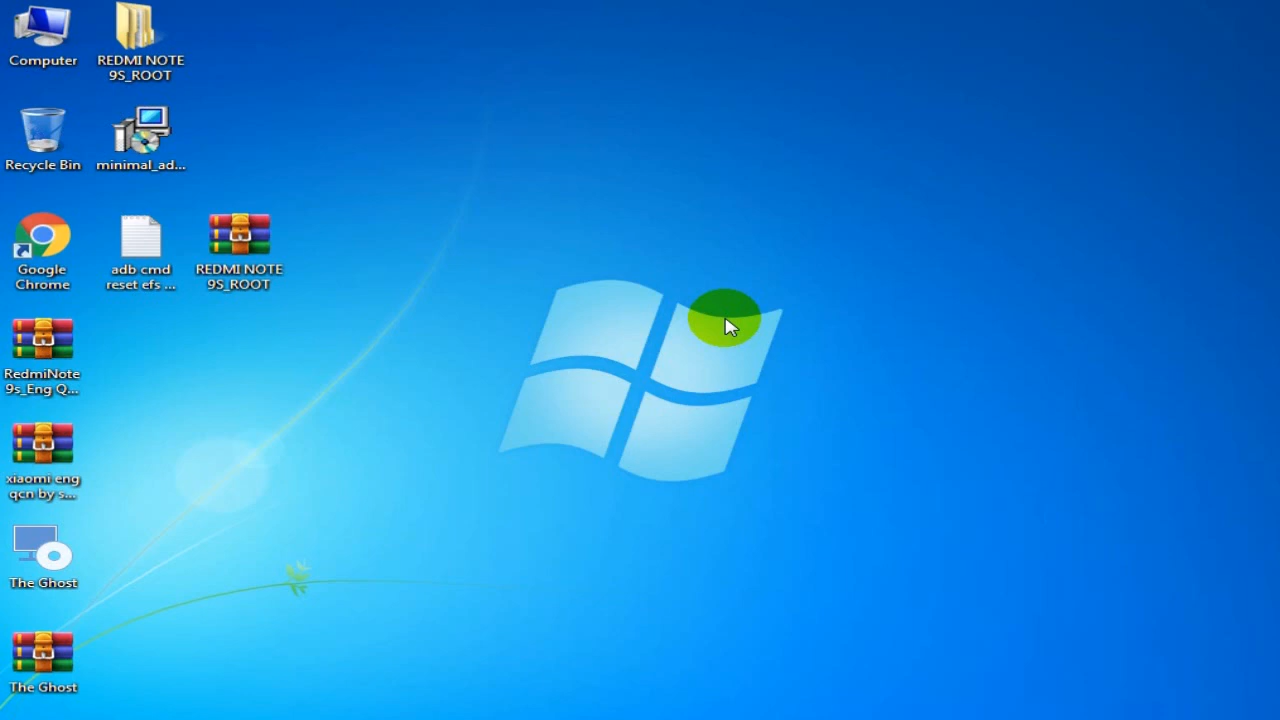 Computer
REDMI NOTE
9S_ROOT
Recycle Bin
minimal_ad...
Google
Chrome
adb cmd
reset efs ...
REDMI NOTE
9S_ROOT
RedmiNote
9s_Eng Q...
xiaomi eng
qcn by s...
The Ghost
The Ghost